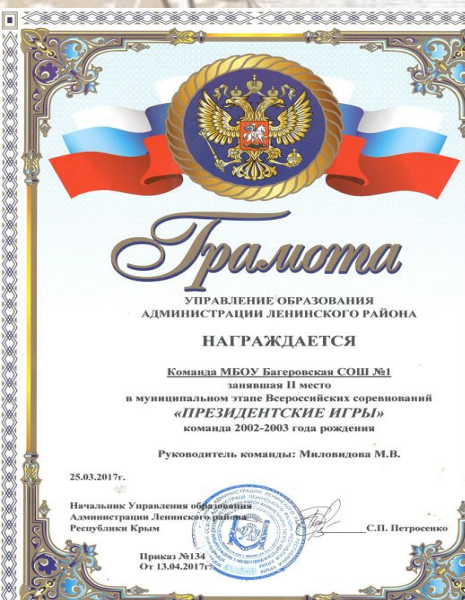 Грамота
УПРАВЛЕНИЕ ОБРАЗОВАНИЯ
АДМИНИСТРАЦИИ ЛЕНИНСКОГО РАЙОНА
НАГРАЖДАЕТСЯ
Команда МБОУ Багеровская СОШ №1
занявшая II место
в муниципальном этапе Всероссийских соревнований
«ПРЕЗИДЕНТСКИЕ ИГРЫ»
команда 2002-2003 года рождения
Руководитель команды: Миловидова М.В.
25.03.2017г.
Начальник Управления образования
Администрации Ленинского района
Республики Крым
С.П. Петросенко
Приказ №134
От 13.04.2017г.